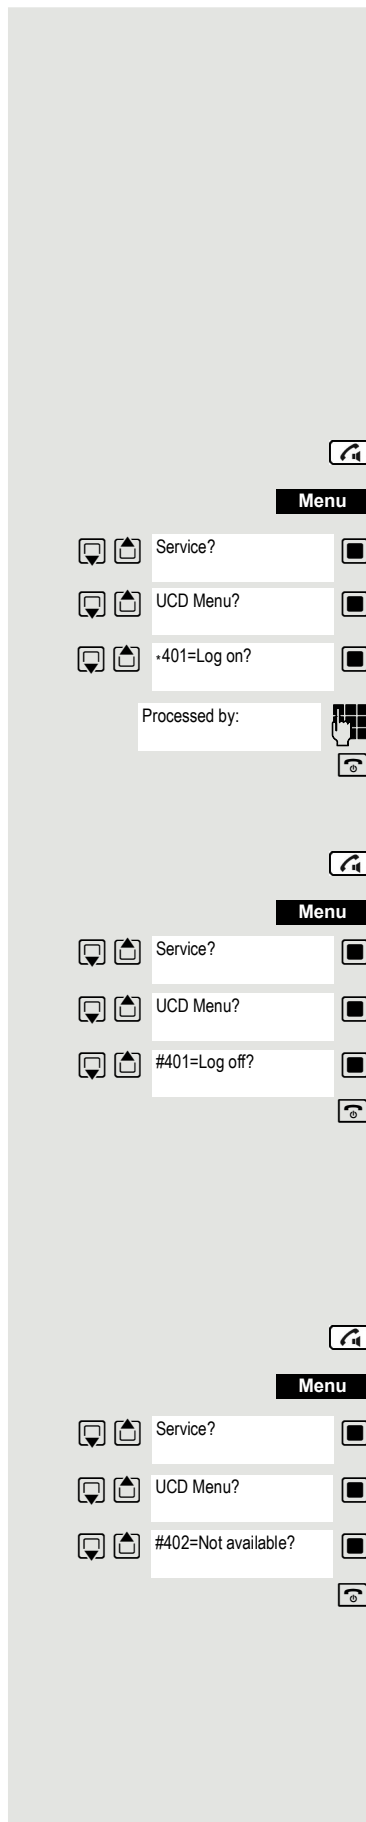 Menu
Service?
UCD Menu?
*401=Log on?
Processed by:
Menu
Service?
UCD Menu?
#401=Log off?
Menu
Service?
UCD Menu?
#402=Not available?